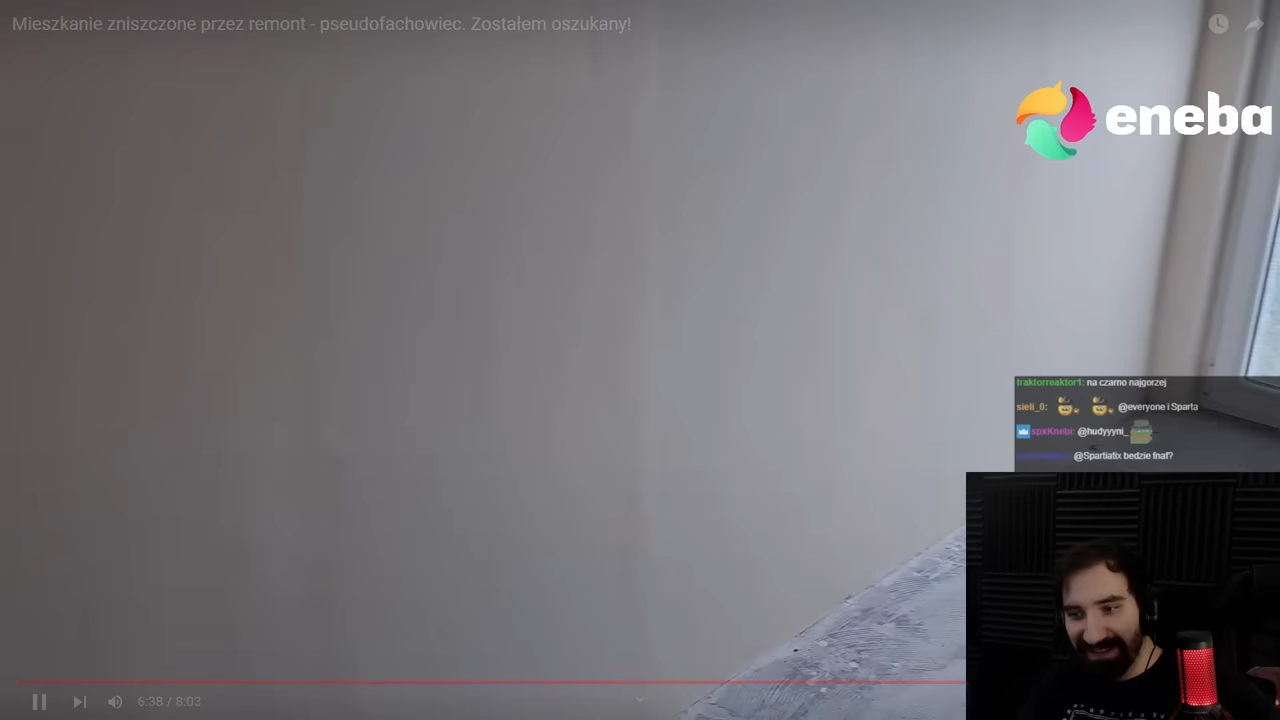 Mieszkanie zniszczone przez remont - pseudofachowiec. Zostałem oszukany!
eneba
traktorreaktor1: na czarno najgorzej
sieli_0: @everyone i Sparta
spxKnebi: @hudyyyni_
@Spartiatix bedzie fnaf?
6:38 / 8:03